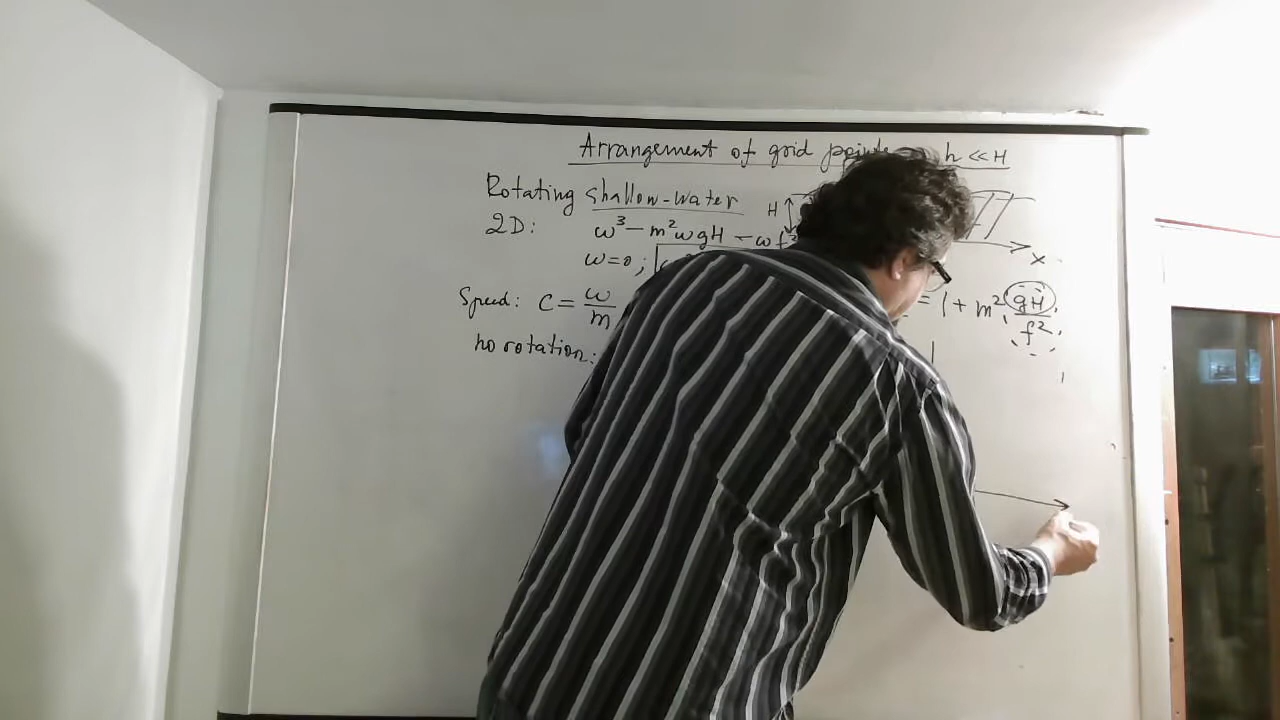 Arrangement of grid points h << H
Rotating shallow-water H
2D: ω³ - m²ωgH - ωf²
ω=0; x
Speed: C = ω/m = 1 + m² gH/f²
no rotation: